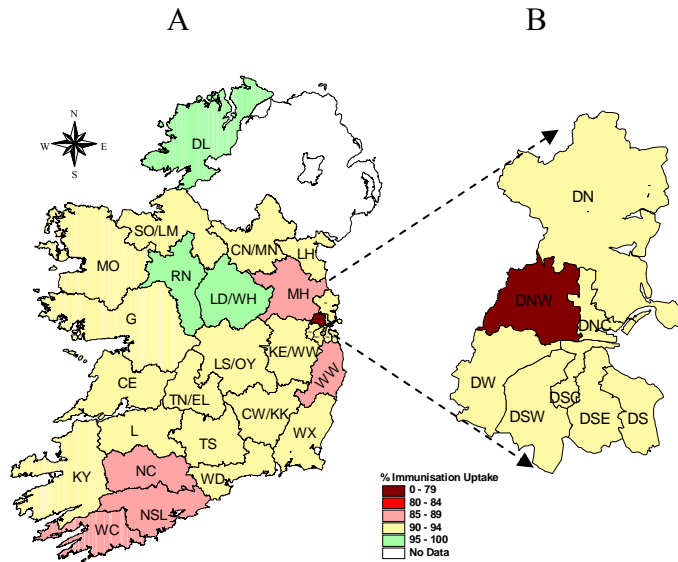 A
B
N
W E
S
DL
SO/LM
CN/MN
LH
MO
RN
LD/WH
MH
G
LS/OY
KE/WW
WW
CE
TN/EL
CW/KK
L
TS
WX
KY
NC
WD
NSL
WC
DN
DNW
DNC
DW
DSC
DSW
DSE
DS
% Immunisation Uptake
0 - 79
80 - 84
85 - 89
90 - 94
95 - 100
No Data